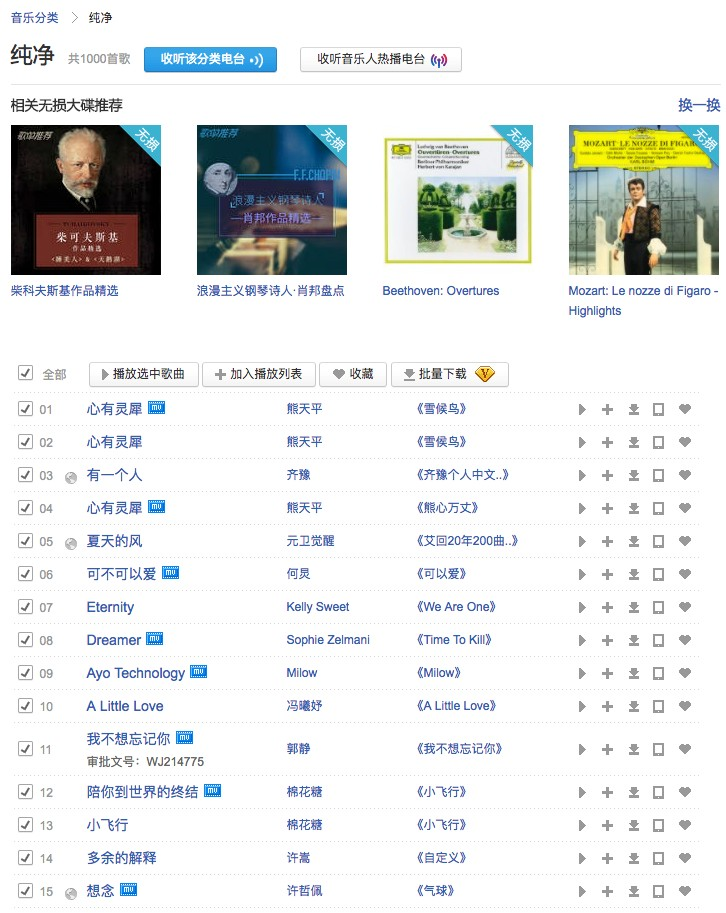 音乐分类 > 纯净
纯净 共1000首歌 收听该分类电台 收听音乐人热播电台
相关无损大碟推荐 换一换
歌单推荐 无损
TCHAIKOVSKY
柴可夫斯基
作品精选
<睡美人> & <天鹅湖>
柴科夫斯基作品精选
歌单推荐 无损
F.F.CHOPIN
浪漫主义钢琴诗人
—肖邦作品精选—
浪漫主义钢琴诗人·肖邦盘点
无损
Ludwig van Beethoven
Ouvertüren·Overtures
Berliner Philharmoniker
Herbert von Karajan
Beethoven: Overtures
无损
MOZART·LE NOZZE DI FIGARO
Mozart: Le nozze di Figaro -
Highlights
全部 播放选中歌曲 加入播放列表 收藏 批量下载 V
01 心有灵犀 MV 熊天平 《雪候鸟》
02 心有灵犀 熊天平 《雪候鸟》
03 有一个人 齐豫 《齐豫个人中文..》
04 心有灵犀 MV 熊天平 《熊心万丈》
05 夏天的风 元卫觉醒 《艾回20年200曲..》
06 可不可以爱 MV 何炅 《可以爱》
07 Eternity Kelly Sweet 《We Are One》
08 Dreamer MV Sophie Zelmani 《Time To Kill》
09 Ayo Technology MV Milow 《Milow》
10 A Little Love 冯曦妤 《A Little Love》
11 我不想忘记你 MV 郭静 《我不想忘记你》
审批文号：WJ214775
12 陪你到世界的终结 MV 棉花糖 《小飞行》
13 小飞行 棉花糖 《小飞行》
14 多余的解释 许嵩 《自定义》
15 想念 MV 许哲佩 《气球》